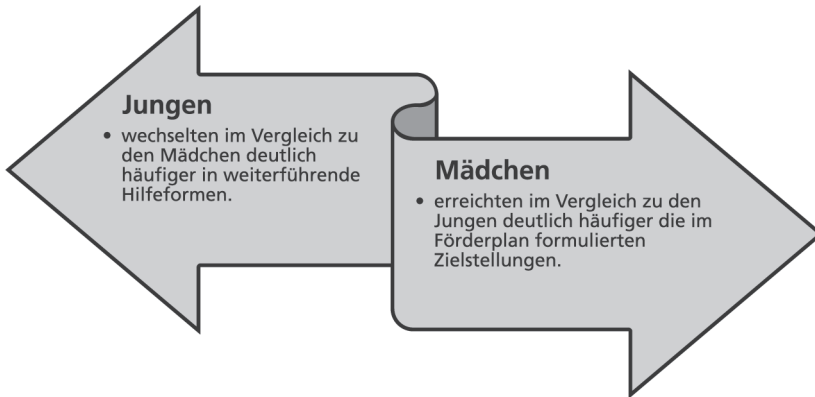 Jungen
• wechselten im Vergleich zu
den Mädchen deutlich
häufiger in weiterführende
Hilfeformen.
Mädchen
• erreichten im Vergleich zu den
Jungen deutlich häufiger die im
Förderplan formulierten
Zielstellungen.